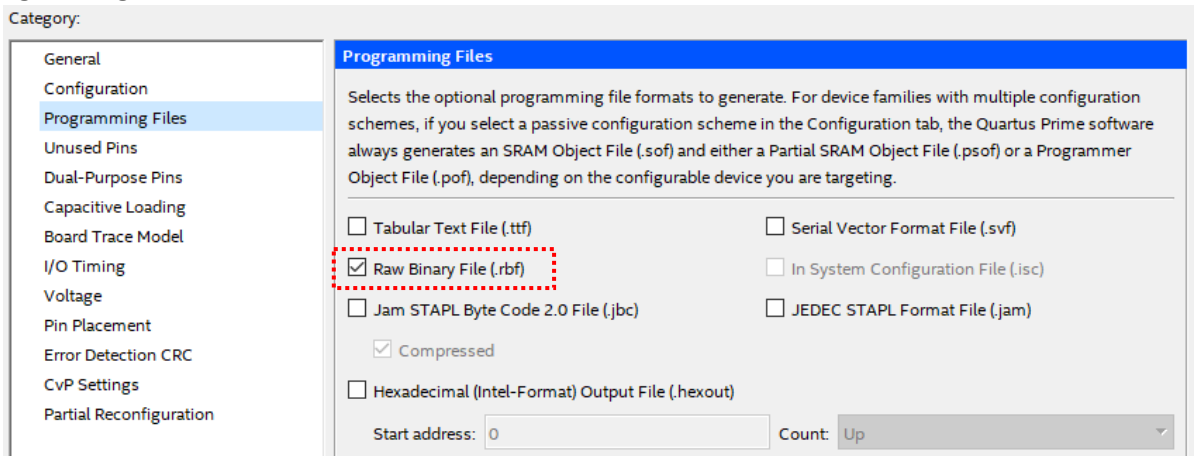 Category:
General
Configuration
Programming Files
Unused Pins
Dual-Purpose Pins
Capacitive Loading
Board Trace Model
I/O Timing
Voltage
Pin Placement
Error Detection CRC
CvP Settings
Partial Reconfiguration
Programming Files
Selects the optional programming file formats to generate. For device families with multiple configuration
schemes, if you select a passive configuration scheme in the Configuration tab, the Quartus Prime software
always generates an SRAM Object File (.sof) and either a Partial SRAM Object File (.psof) or a Programmer
Object File (.pof), depending on the configurable device you are targeting.
Tabular Text File (.ttf)
Serial Vector Format File (.svf)
Raw Binary File (.rbf)
In System Configuration File (.isc)
Jam STAPL Byte Code 2.0 File (.jbc)
JEDEC STAPL Format File (.jam)
Compressed
Hexadecimal (Intel-Format) Output File (.hexout)
Start address: 0
Count: Up